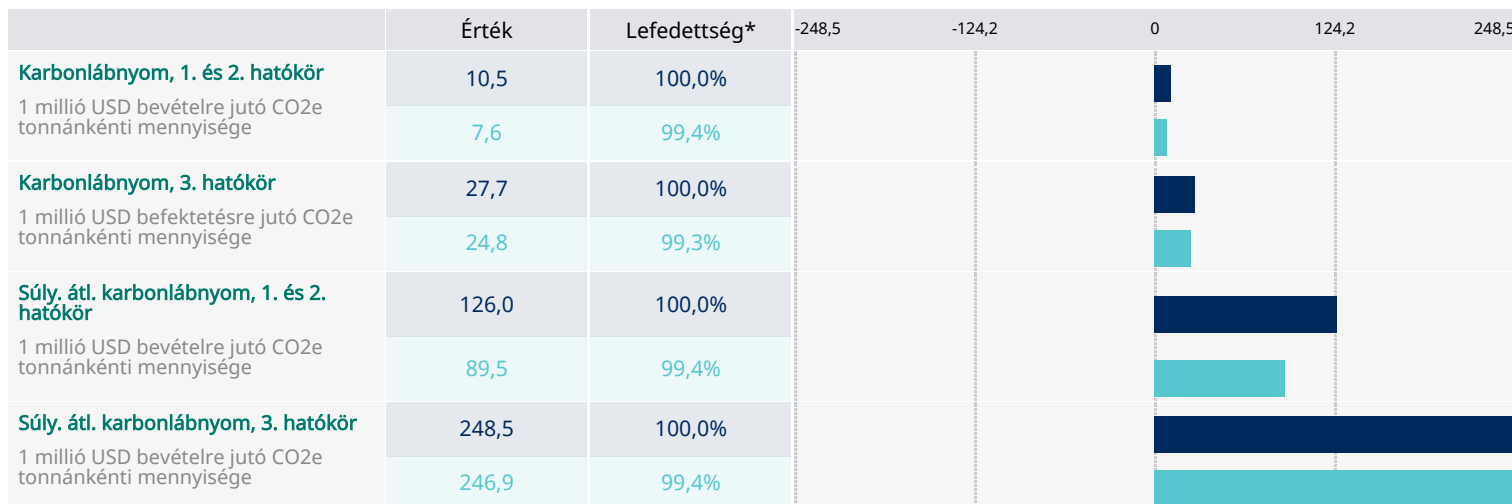 Érték Lefedettség* -248,5 -124,2 0 124,2 248,5
Karbonlábnyom, 1. és 2. hatókör
1 millió USD bevételre jutó CO2e
tonnánkénti mennyisége
10,5 100,0%
7,6 99,4%
Karbonlábnyom, 3. hatókör
1 millió USD befektetésre jutó CO2e
tonnánkénti mennyisége
27,7 100,0%
24,8 99,3%
Súly. átl. karbonlábnyom, 1. és 2.
hatókör
1 millió USD bevételre jutó CO2e
tonnánkénti mennyisége
126,0 100,0%
89,5 99,4%
Súly. átl. karbonlábnyom, 3. hatókör
1 millió USD bevételre jutó CO2e
tonnánkénti mennyisége
248,5 100,0%
246,9 99,4%